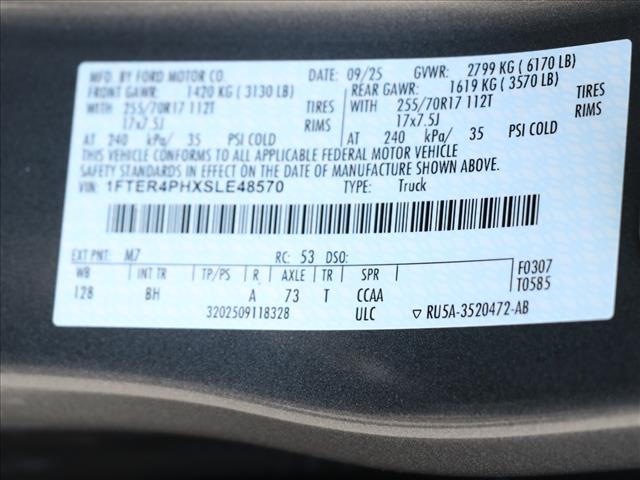 MFD. BY FORD MOTOR CO. DATE: 09/25 GVWR: 2799 KG ( 6170 LB)
FRONT GAWR: 1420 KG ( 3130 LB) REAR GAWR: 1619 KG ( 3570 LB)
WITH 255/70R17 112T TIRES WITH 255/70R17 112T TIRES
17x7.5J RIMS 17x7.5J RIMS
AT 240 kPa/ 35 PSI COLD AT 240 kPa/ 35 PSI COLD
THIS VEHICLE CONFORMS TO ALL APPLICABLE FEDERAL MOTOR VEHICLE
SAFETY STANDARDS IN EFFECT ON THE DATE OF MANUFACTURE SHOWN ABOVE.
VIN: 1FTER4PHXSLE48570 TYPE: Truck
EXT PNT: M7 RC: 53 DSO:
WB INT TR TP/PS R AXLE TR SPR F0307
128 BH A 73 T CCAA T0585
3202509118328 ULC ▽ RU5A-3520472-AB